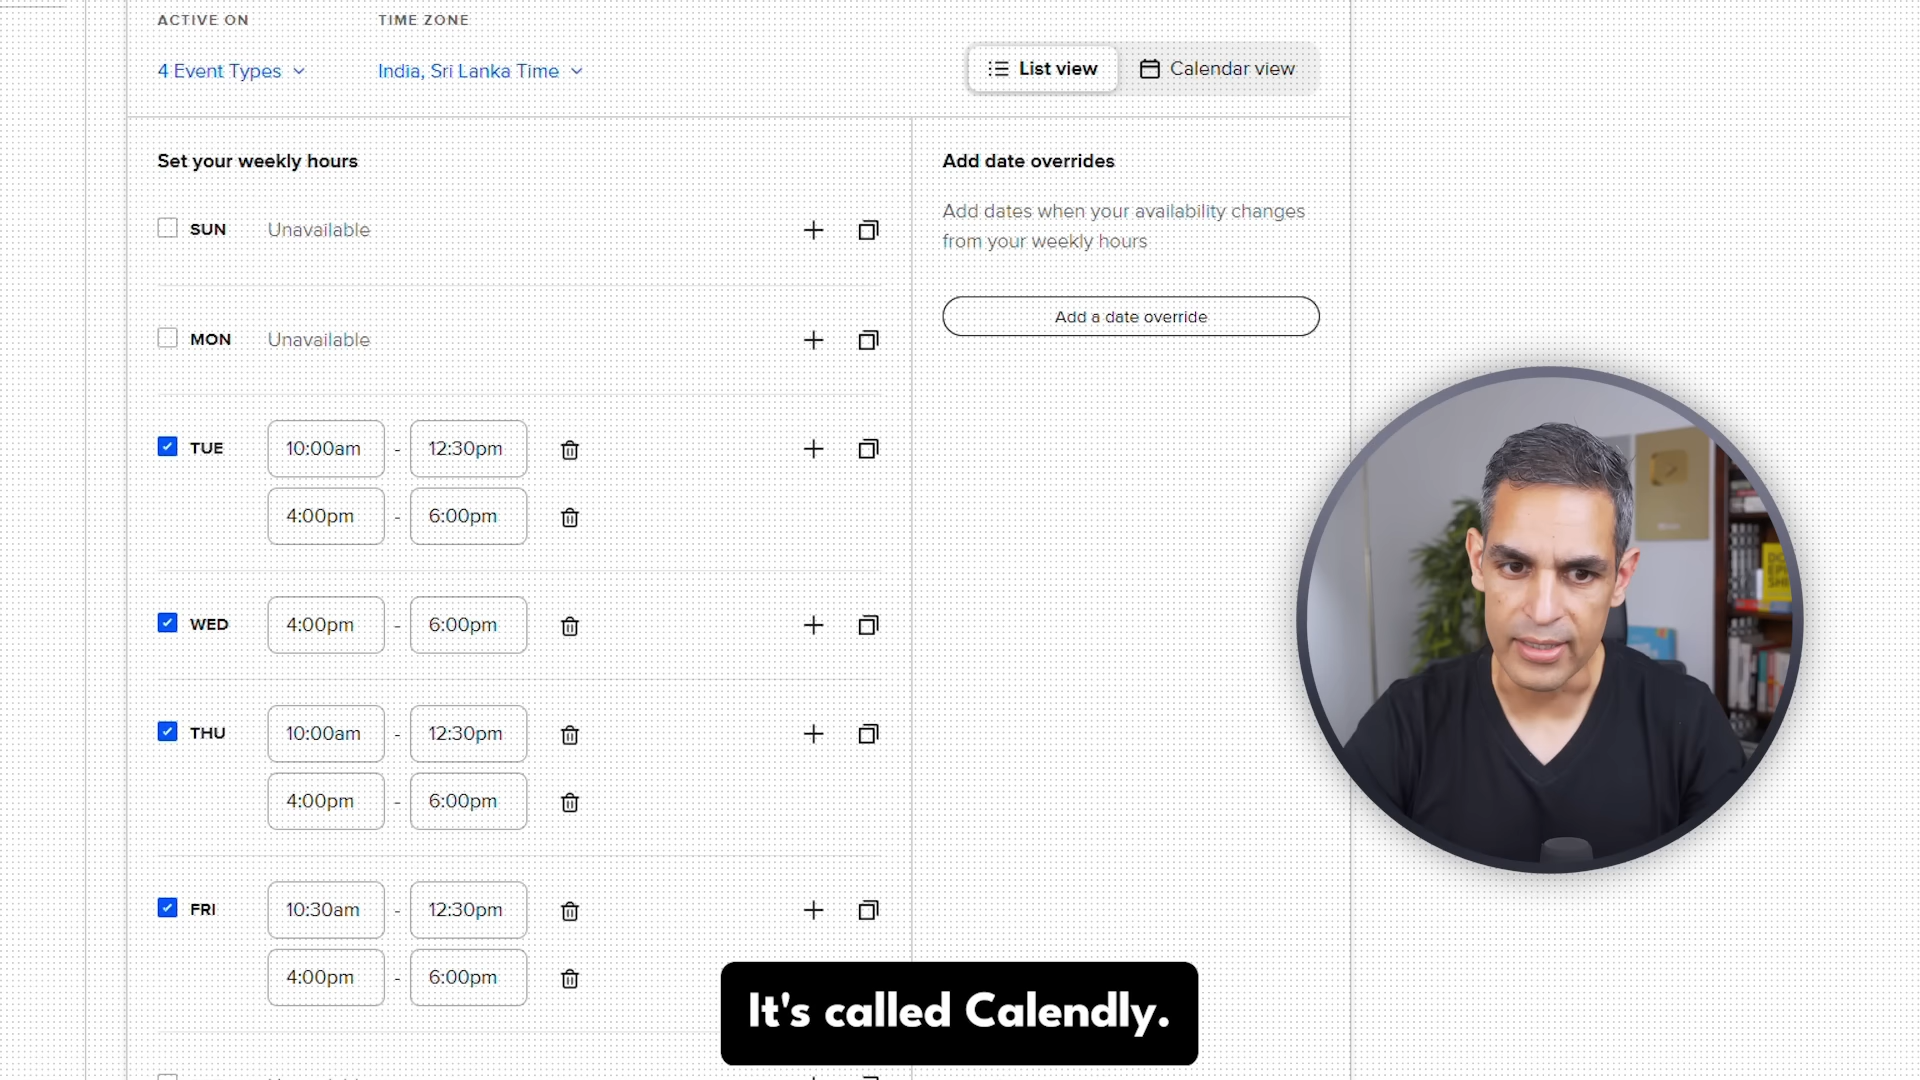 ACTIVE ON
TIME ZONE
4 Event Types
India, Sri Lanka Time
List view
Calendar view
Set your weekly hours
SUN Unavailable
MON Unavailable
TUE 10:00am - 12:30pm
4:00pm - 6:00pm
WED 4:00pm - 6:00pm
THU 10:00am - 12:30pm
4:00pm - 6:00pm
FRI 10:30am - 12:30pm
4:00pm - 6:00pm
Add date overrides
Add dates when your availability changes
from your weekly hours
Add a date override
It's called Calendly.